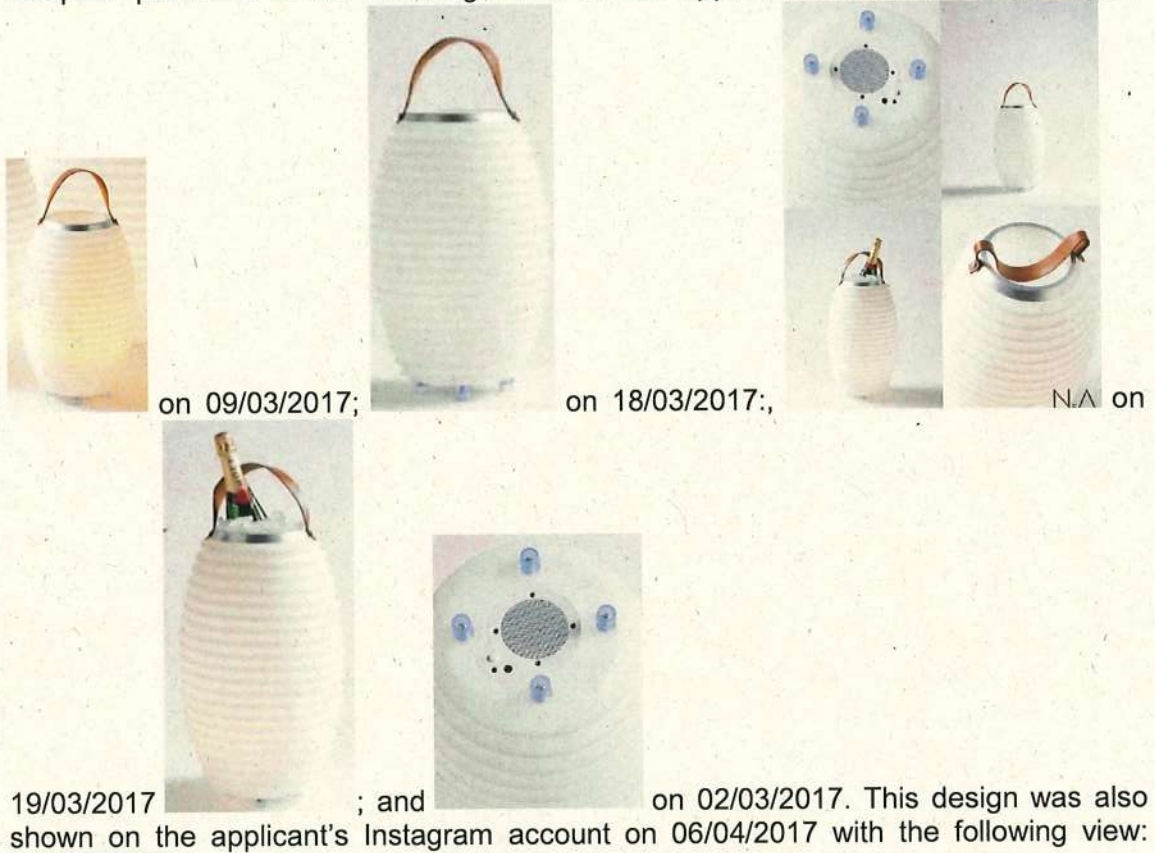 on 09/03/2017;
on 18/03/2017:,
on
19/03/2017
; and
on 02/03/2017. This design was also
shown on the applicant's Instagram account on 06/04/2017 with the following view: